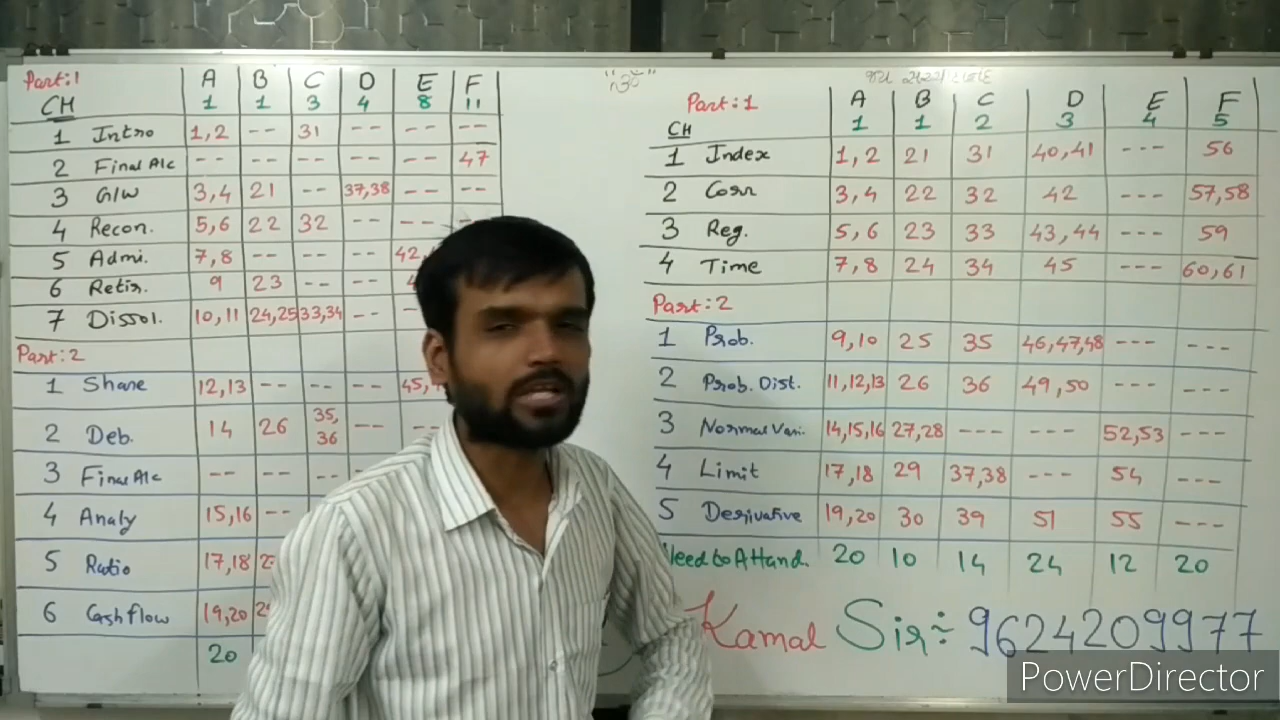 Part:1 A B C D E F
CH 1 1 3 4 8 11
1 Intro 1,2 -- 31 -- -- --
2 Final A/c -- -- -- -- -- 47
3 G/W 3,4 21 -- 37,38 -- --
4 Recon. 5,6 22 32 -- -- --
5 Admi. 7,8 -- -- -- 42,
6 Retir. 9 23 -- --
7 Dissol. 10,11 24,25 33,34 -- -
Part:2
1 Share 12,13 -- -- -- 45,
2 Deb. 14 26 35, 36 -- --
3 Final A/c -- -- -- -
4 Analy 15,16 --
5 Ratio 17,18
6 Cashflow 19,20
20
Part:1 A B C D E F
CH 1 1 2 3 4 5
1 Index 1,2 21 31 40,41 --- 56
2 Corr 3,4 22 32 42 --- 57,58
3 Reg. 5,6 23 33 43,44 --- 59
4 Time 7,8 24 34 45 --- 60,61
Part:2
1 Prob. 9,10 25 35 46,47,48 --- ---
2 Prob. Dist. 11,12,13 26 36 49,50 --- ---
3 Normal Vari. 14,15,16 27,28 --- --- 52,53 ---
4 Limit 17,18 29 37,38 --- 54 ---
5 Derivative 19,20 30 39 51 55 ---
Need to Attand. 20 10 14 24 12 20
Kamal Sir:- 9624209977
PowerDirector